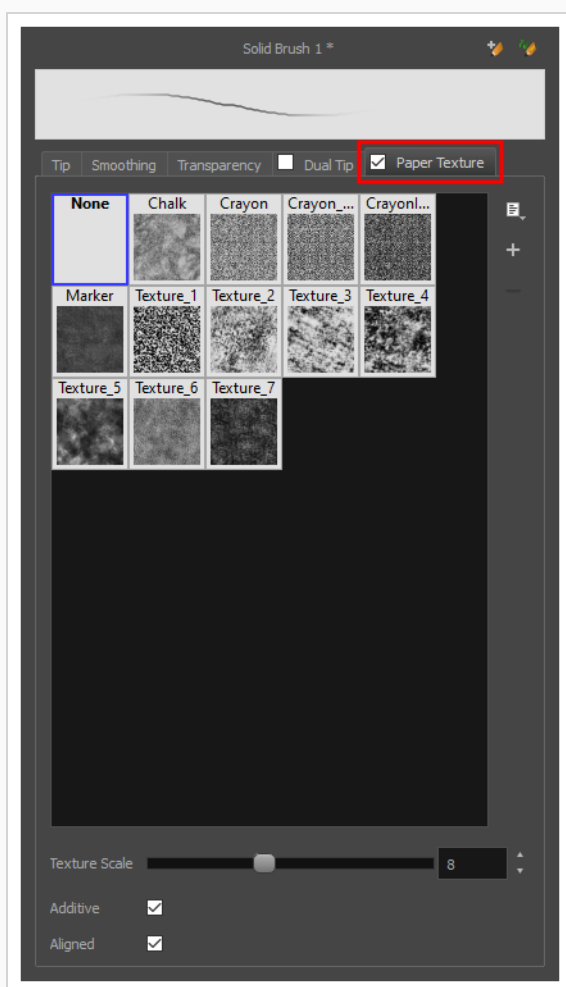 Solid Brush 1 *
Tip Smoothing Transparency Dual Tip Paper Texture
None Chalk Crayon Crayon_... Crayonl...
Marker Texture_1 Texture_2 Texture_3 Texture_4
Texture_5 Texture_6 Texture_7
Texture Scale 8
Additive
Aligned